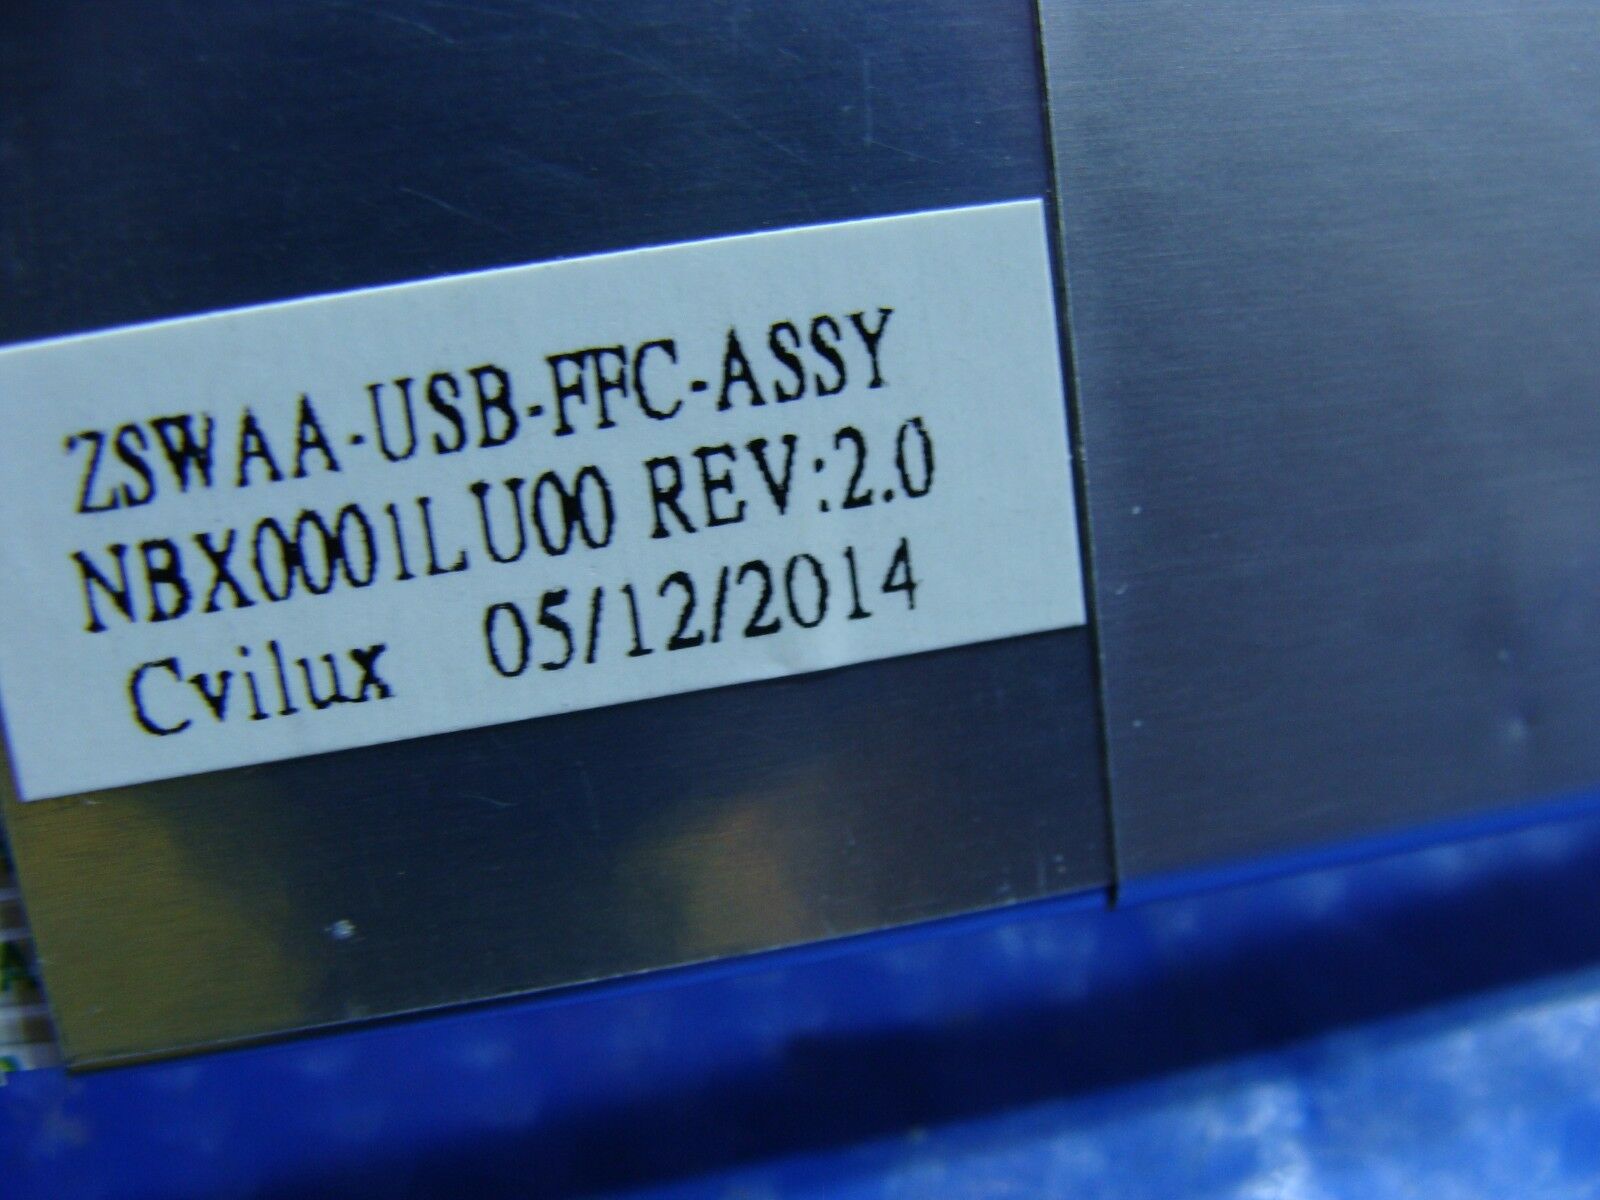 ZSWAA-USB-FFC-ASSY
NBX0001LU00 REV:2.0
Cvilux 05/12/2014